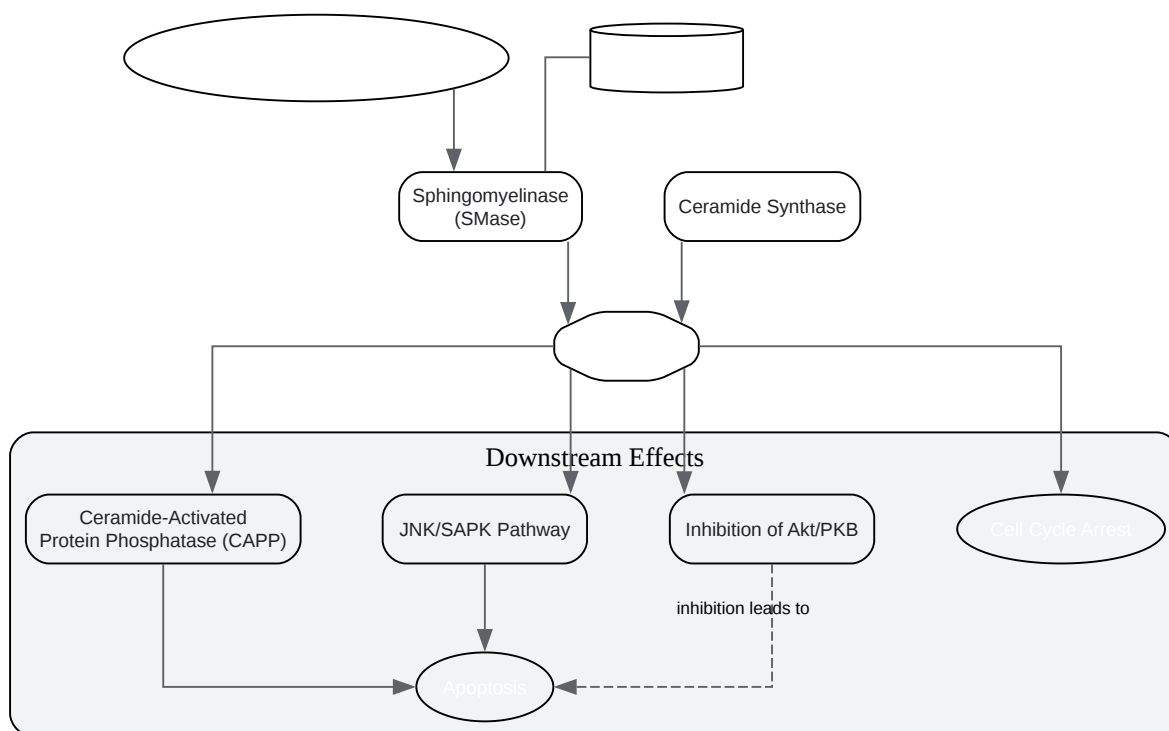 Sphingomyelinase
(SMase)
Ceramide Synthase
Downstream Effects
Ceramide-Activated
Protein Phosphatase (CAPP)
JNK/SAPK Pathway
Inhibition of Akt/PKB
Cell Cycle Arrest
inhibition leads to
Apoptosis